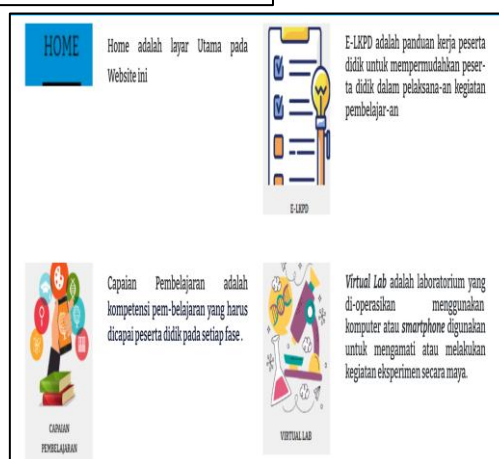 HOME
Home adalah layar Utama pada
Website ini
E-LKPD adalah panduan kerja peserta
didik untuk mempermudahkan peser-
ta didik dalam pelaksana-an kegiatan
pembelajar-an
E-LKPD
Capaian Pembelajaran adalah
kompetensi pem-belajaran yang harus
dicapai peserta didik pada setiap fase.
CAPAIAN
PEMBELAJARAN
Virtual Lab adalah laboratorium yang
di-operasikan menggunakan
komputer atau smartphone digunakan
untuk mengamati atau melakukan
kegiatan eksperimen secara maya.
VIRTUAL LAB